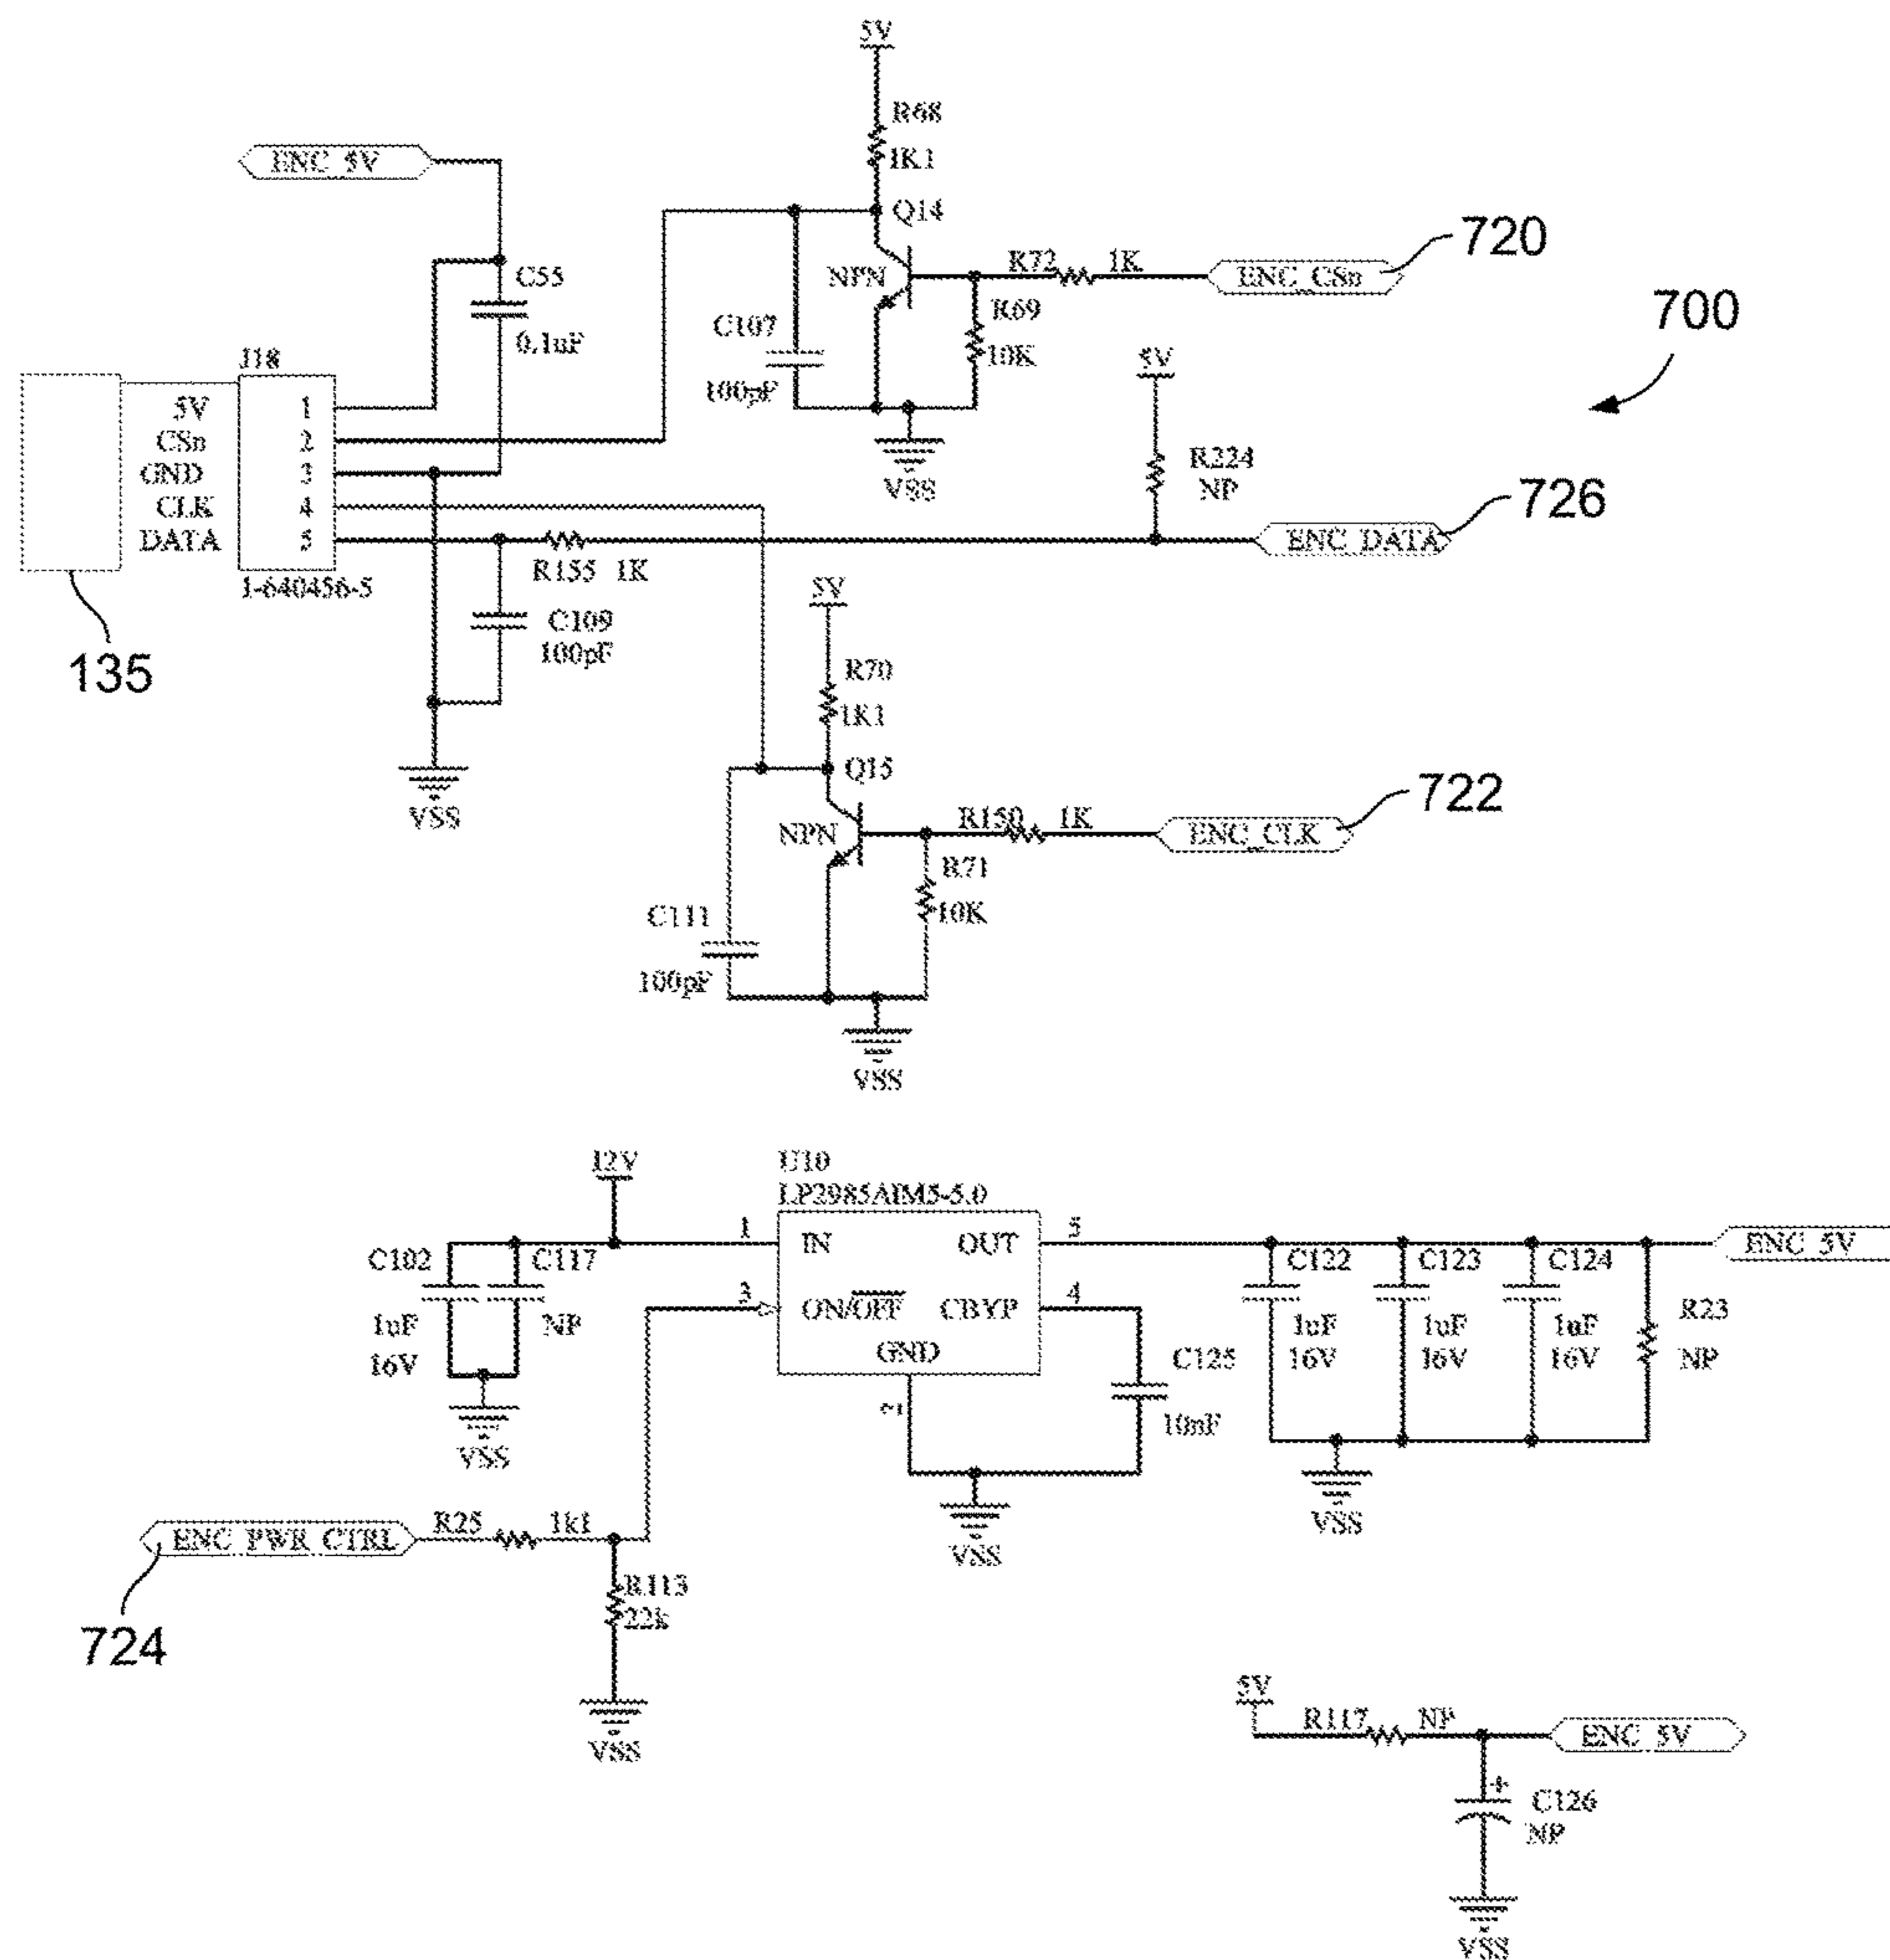 5V
R68
1K1
ENC_5V
Q14
720
C55
NPN
R72 1K
ENC_CSn
700
0.1uF
C107
R69
10K
J18
100pF
5V
5V 1
CSn 2
GND 3
CLK 4
DATA 5
VSS
R224
NP
726
ENC_DATA
1-640456-5
R155 1K
5V
C109
100pF
135
R70
1K1
VSS
Q15
722
NPN
R150 1K
ENC_CLK
R71
10K
C111
100pF
VSS
12V
U10
LP2985AIM5-5.0
1 IN OUT 5
C102 C117
C122 C123 C124
ENC_5V
3 ON/OFF CBYP 4
1uF NP
1uF 1uF 1uF
R23
16V
GND
C125
16V 16V 16V
NP
2
10mF
VSS
VSS
VSS
ENC_PWR_CTRL
R25 1k1
R113
22k
724
VSS
5V
R117 NP
ENC_5V
+
C126
NP
VSS